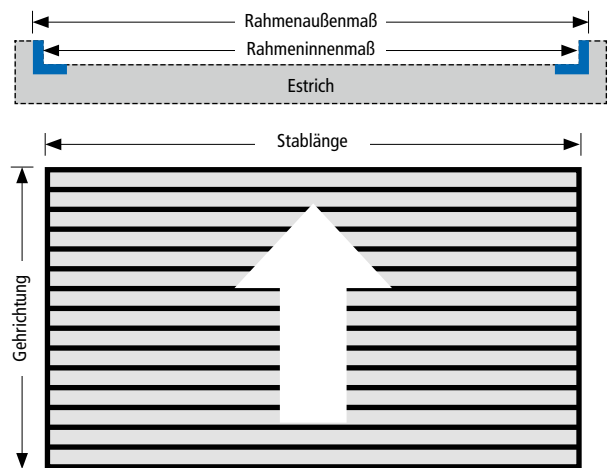 Rahmenaußenmaß
Rahmeninnenmaß
Estrich
Stablänge
Gehrichtung